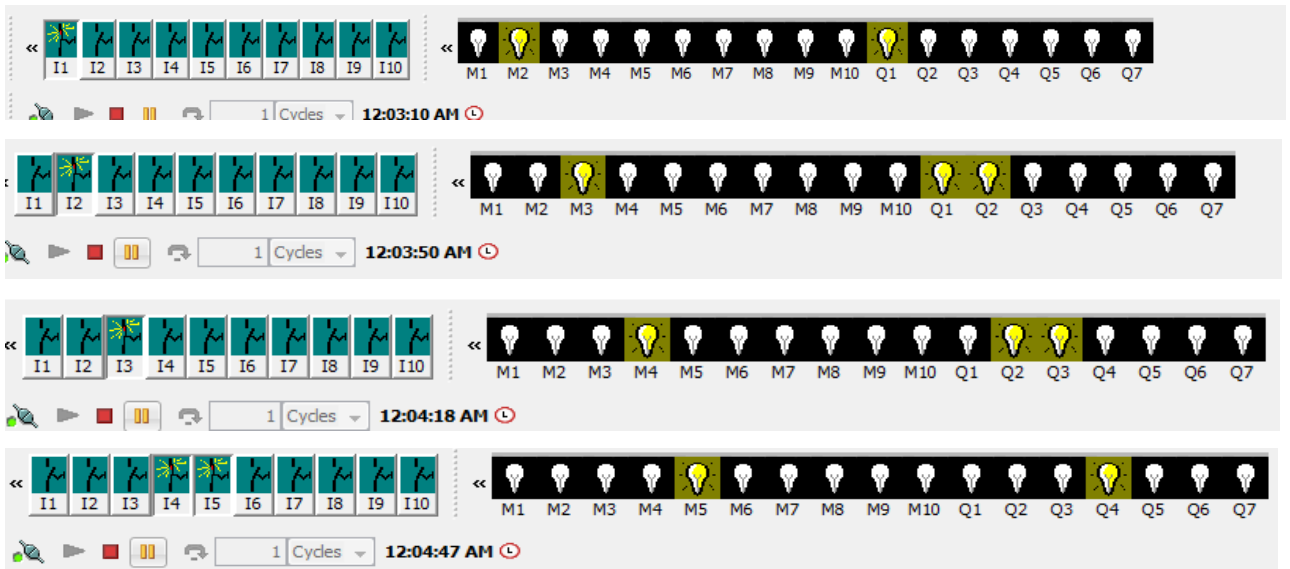 « I1 I2 I3 I4 I5 I6 I7 I8 I9 I10 « M1 M2 M3 M4 M5 M6 M7 M8 M9 M10 Q1 Q2 Q3 Q4 Q5 Q6 Q7
1 Cycles 12:03:10 AM
I1 I2 I3 I4 I5 I6 I7 I8 I9 I10 « M1 M2 M3 M4 M5 M6 M7 M8 M9 M10 Q1 Q2 Q3 Q4 Q5 Q6 Q7
1 Cycles 12:03:50 AM
« I1 I2 I3 I4 I5 I6 I7 I8 I9 I10 « M1 M2 M3 M4 M5 M6 M7 M8 M9 M10 Q1 Q2 Q3 Q4 Q5 Q6 Q7
1 Cycles 12:04:18 AM
« I1 I2 I3 I4 I5 I6 I7 I8 I9 I10 « M1 M2 M3 M4 M5 M6 M7 M8 M9 M10 Q1 Q2 Q3 Q4 Q5 Q6 Q7
1 Cycles 12:04:47 AM